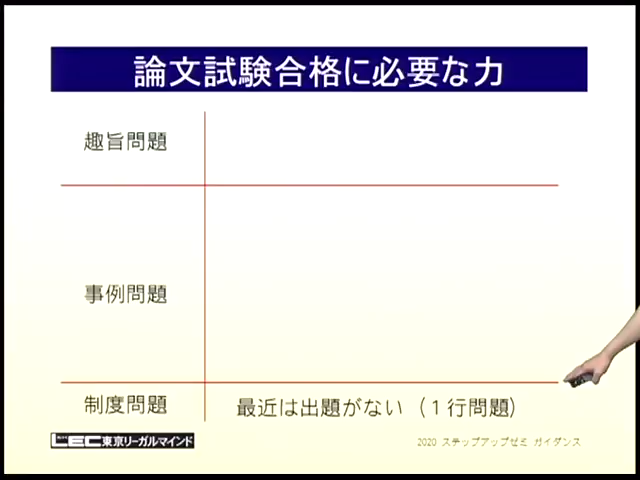 論文試験合格に必要な力
趣旨問題
事例問題
制度問題
最近は出題がない（１行問題）
LEC東京リーガルマインド
2020 ステップアップゼミ ガイダンス